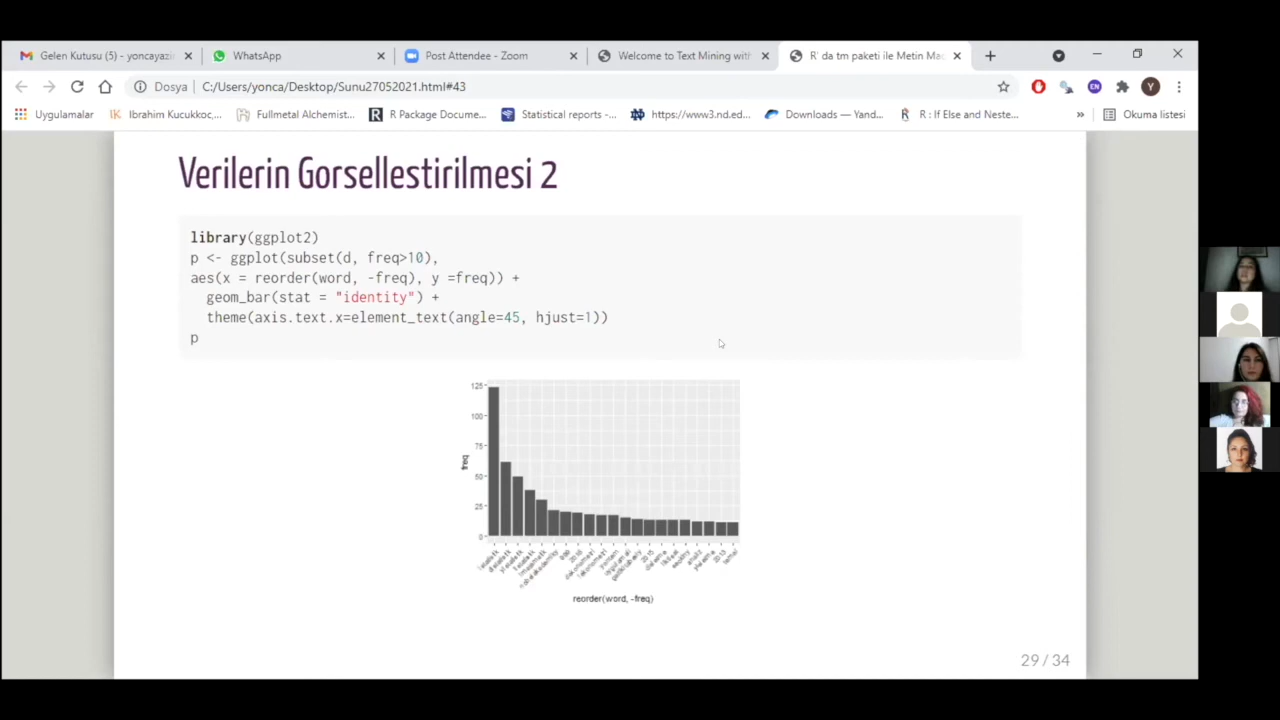 Gelen Kutusu (5) - yoncayazir
WhatsApp
Post Attendee - Zoom
Welcome to Text Mining with
R' da tm paketi ile Metin Mac
Dosya
C:/Users/yonca/Desktop/Sunu27052021.html#43
EN
Y
Uygulamalar
Ibrahim Kucukkoc,...
Fullmetal Alchemist...
R Package Docume...
Statistical reports -...
https://www3.nd.ed...
Downloads — Yand...
R : If Else and Neste...
»
Okuma listesi
Verilerin Gorsellestirilmesi 2
library(ggplot2)
p <- ggplot(subset(d, freq>10),
aes(x = reorder(word, -freq), y =freq)) +
geom_bar(stat = "identity") +
theme(axis.text.x=element_text(angle=45, hjust=1))
p
125
100
75
50
25
0
freq
reorder(word, -freq)
29 / 34